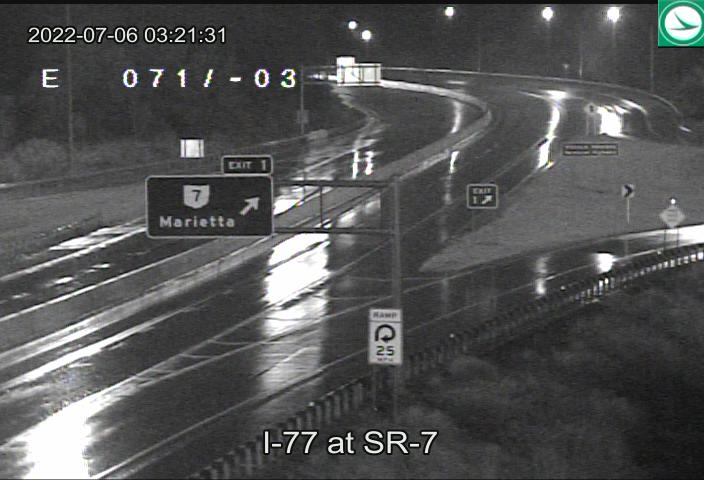 2022-07-06 03:21:31
E 071/-03
EXIT 1
7
Marietta
EXIT
1
RAMP
25
MPH
I-77 at SR-7